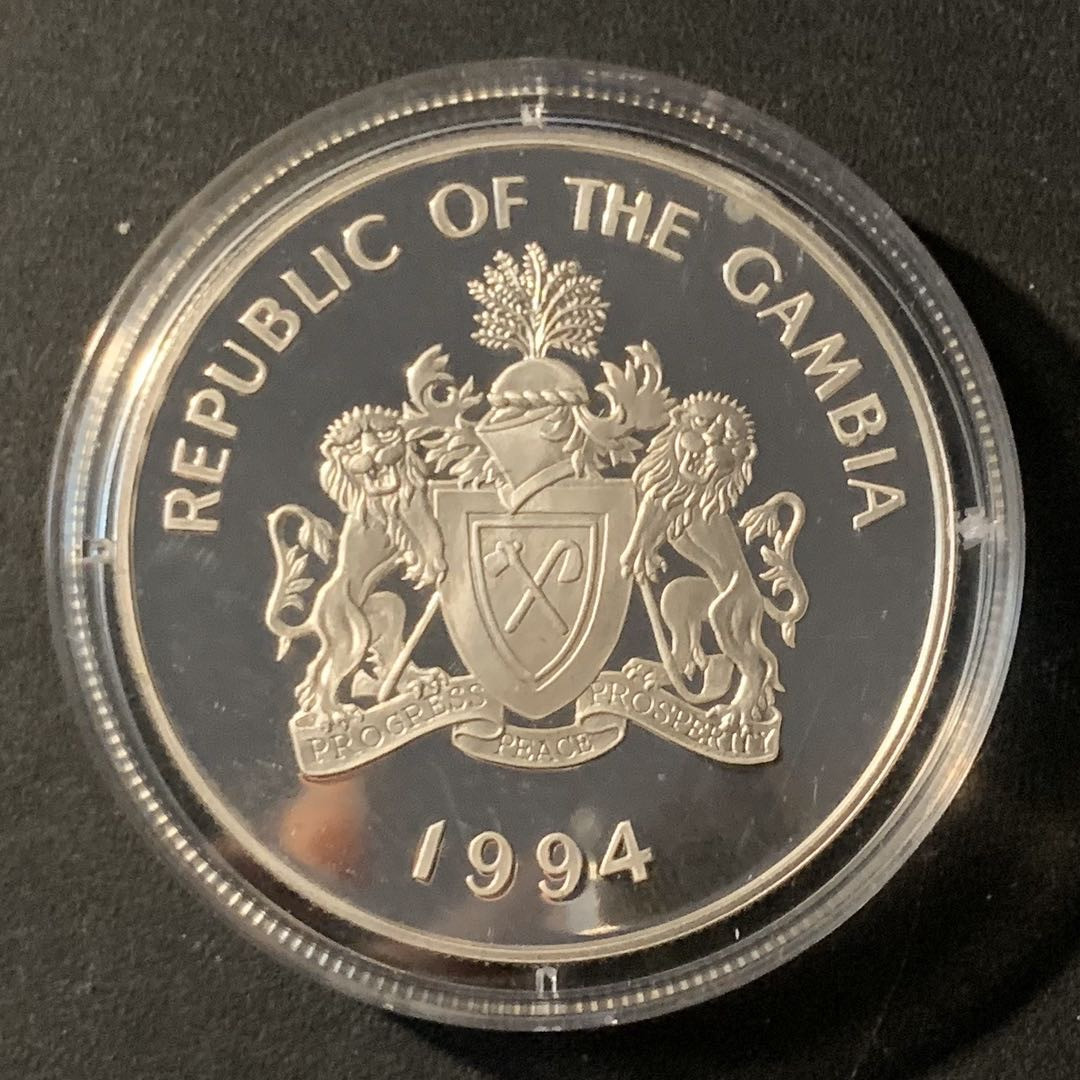 REPUBLIC OF THE GAMBIA
PROGRESS PEACE PROSPERITY
1994